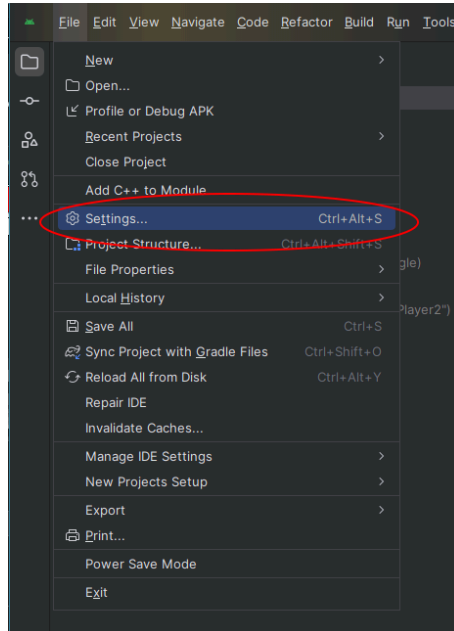 File Edit View Navigate Code Refactor Build Run Tools
New
Open...
Profile or Debug APK
Recent Projects
Close Project
Add C++ to Module
Settings... Ctrl+Alt+S
Project Structure... Ctrl+Alt+Shift+S
File Properties
gle)
Local History
Player2")
Save All Ctrl+S
Sync Project with Gradle Files Ctrl+Shift+O
Reload All from Disk Ctrl+Alt+Y
Repair IDE
Invalidate Caches...
Manage IDE Settings
New Projects Setup
Export
Print...
Power Save Mode
Exit